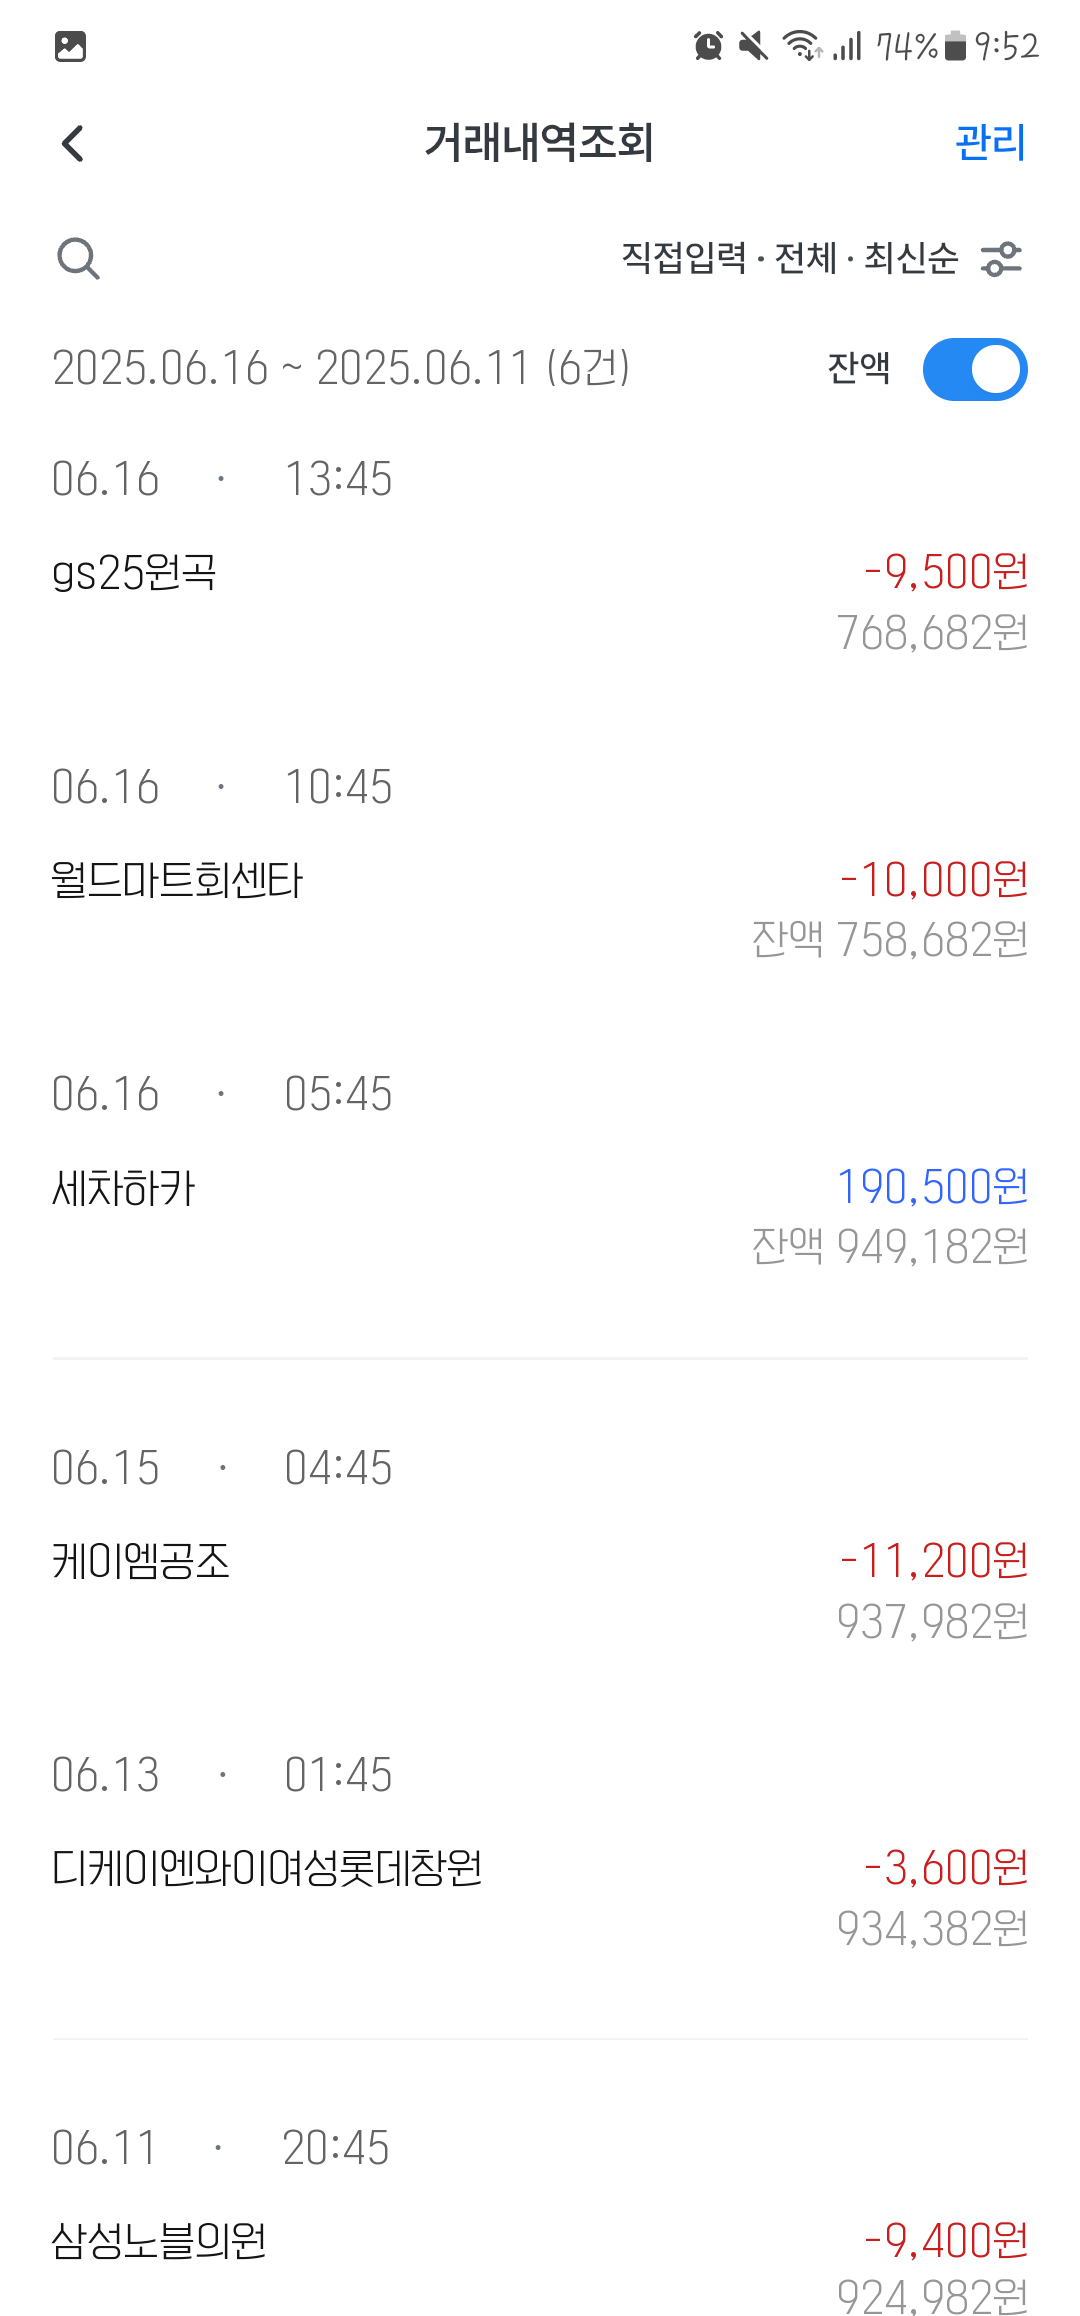 74% 9:52
거래내역조회 관리
직접입력 · 전체 · 최신순
2025.06.16 ~ 2025.06.11 (6건) 잔액
06.16 · 13:45
gs25원곡 -9,500원
768,682원
06.16 · 10:45
월드마트회센타 -10,000원
잔액 758,682원
06.16 · 05:45
세차하카 190,500원
잔액 949,182원
06.15 · 04:45
케이엠공조 -11,200원
937,982원
06.13 · 01:45
디케이엔와이여성롯데창원 -3,600원
934,382원
06.11 · 20:45
삼성노블의원 -9,400원
924,982원